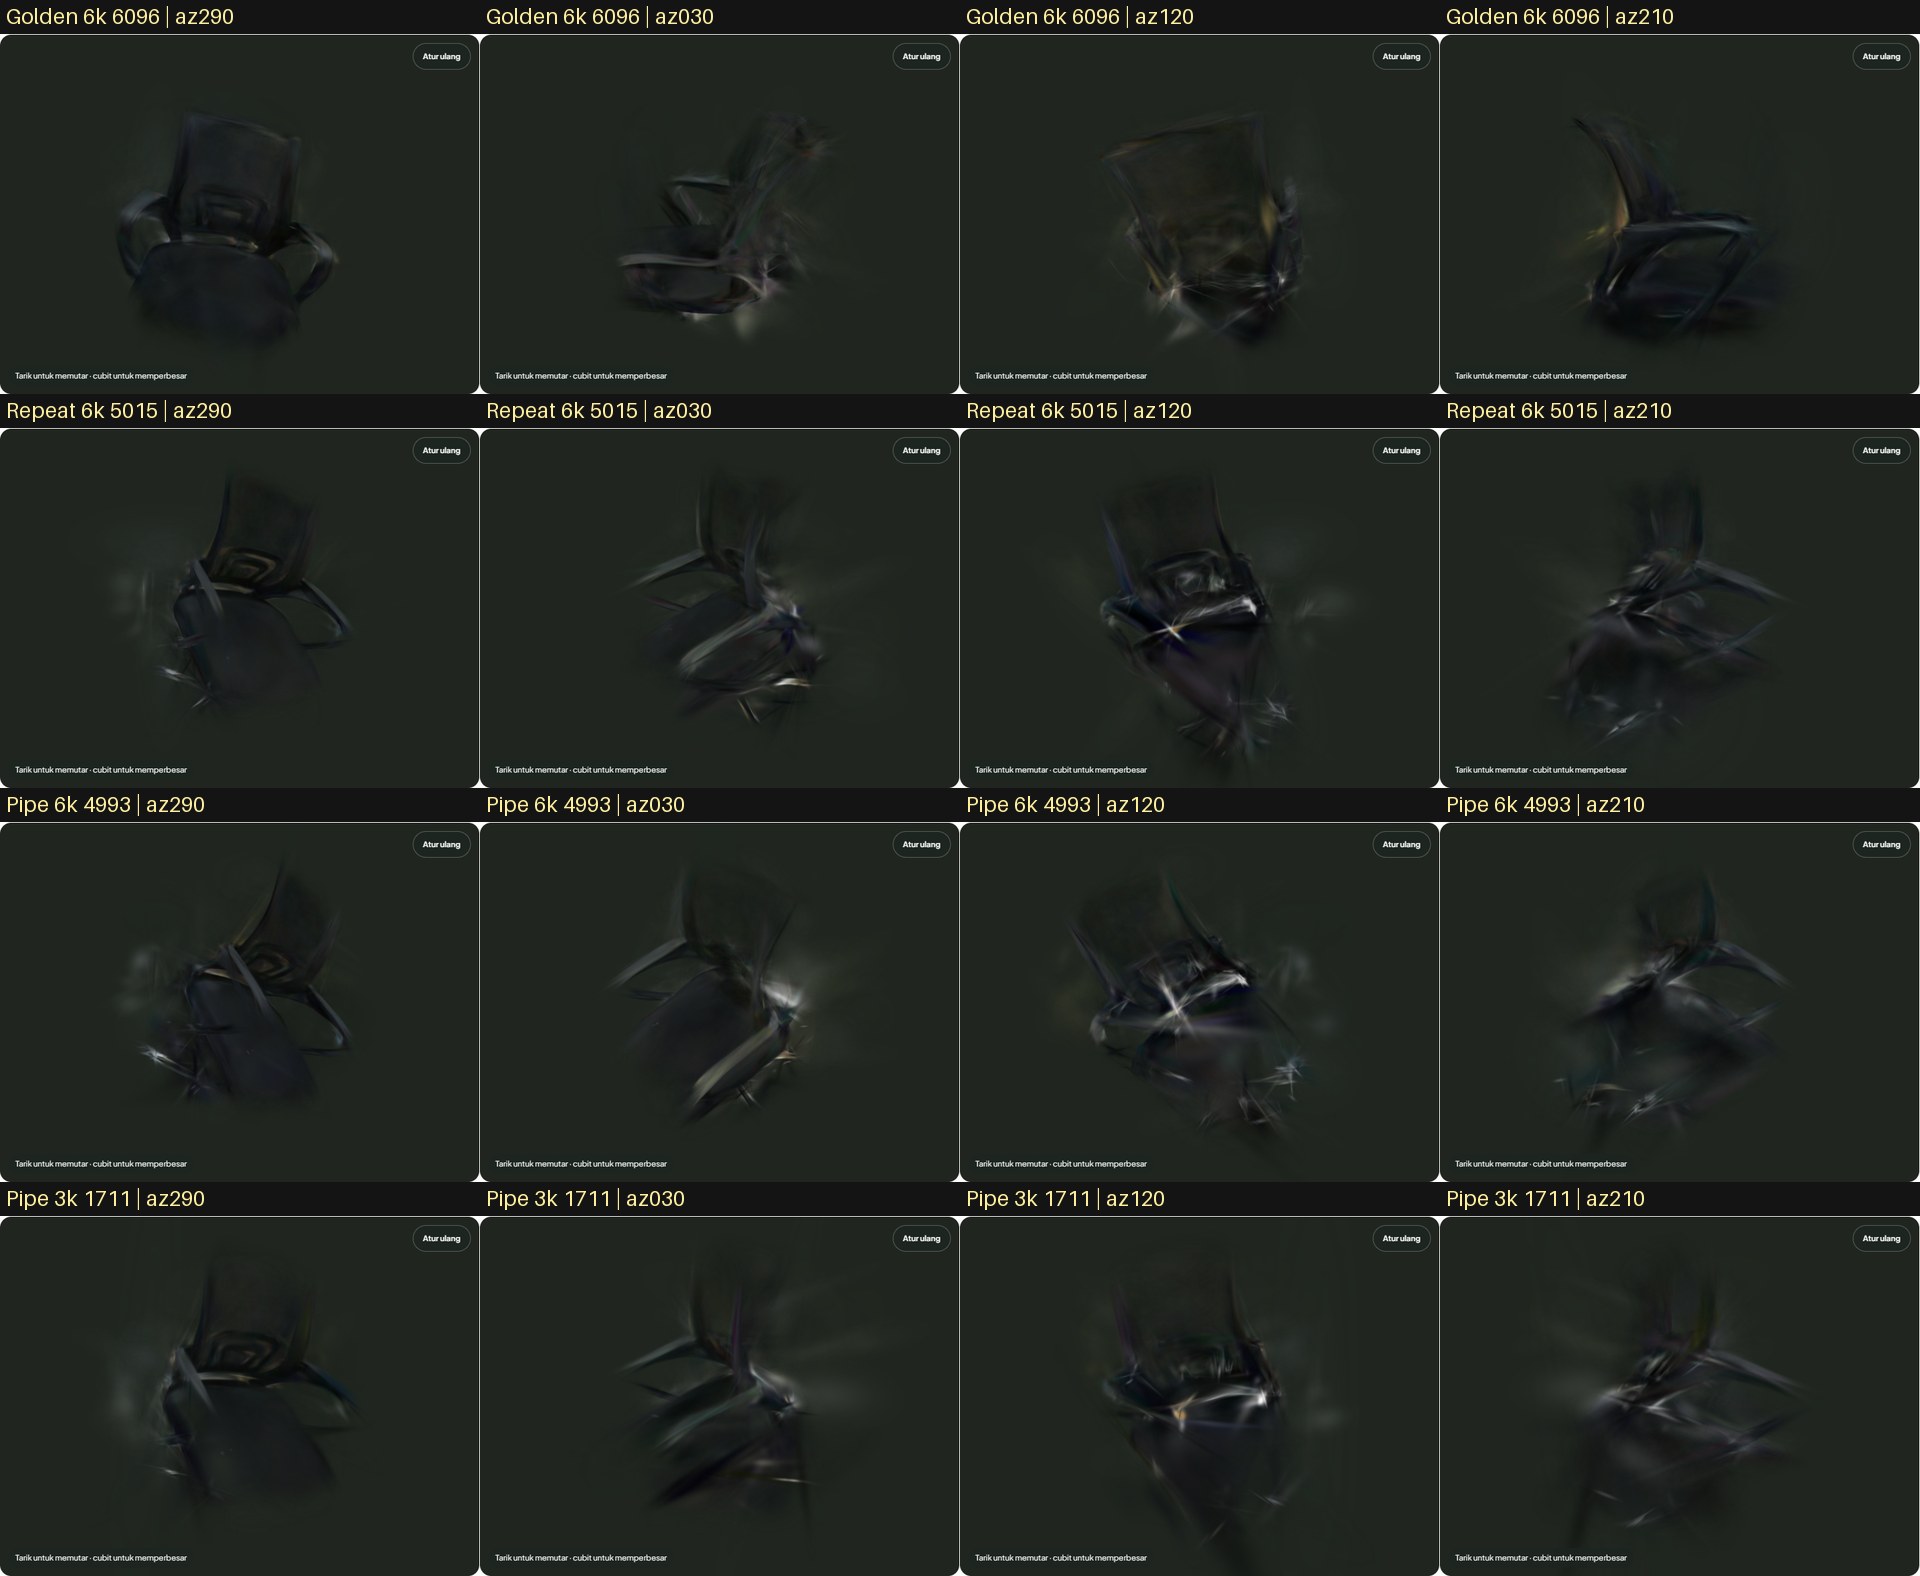 Golden 6k 6096 | az290
Golden 6k 6096 | az030
Golden 6k 6096 | az120
Golden 6k 6096 | az210
Atur ulang
Atur ulang
Atur ulang
Atur ulang
Tarik untuk memutar · cubit untuk memperbesar
Tarik untuk memutar · cubit untuk memperbesar
Tarik untuk memutar · cubit untuk memperbesar
Tarik untuk memutar · cubit untuk memperbesar
Repeat 6k 5015 | az290
Repeat 6k 5015 | az030
Repeat 6k 5015 | az120
Repeat 6k 5015 | az210
Atur ulang
Atur ulang
Atur ulang
Atur ulang
Tarik untuk memutar · cubit untuk memperbesar
Tarik untuk memutar · cubit untuk memperbesar
Tarik untuk memutar · cubit untuk memperbesar
Tarik untuk memutar · cubit untuk memperbesar
Pipe 6k 4993 | az290
Pipe 6k 4993 | az030
Pipe 6k 4993 | az120
Pipe 6k 4993 | az210
Atur ulang
Atur ulang
Atur ulang
Atur ulang
Tarik untuk memutar · cubit untuk memperbesar
Tarik untuk memutar · cubit untuk memperbesar
Tarik untuk memutar · cubit untuk memperbesar
Tarik untuk memutar · cubit untuk memperbesar
Pipe 3k 1711 | az290
Pipe 3k 1711 | az030
Pipe 3k 1711 | az120
Pipe 3k 1711 | az210
Atur ulang
Atur ulang
Atur ulang
Atur ulang
Tarik untuk memutar · cubit untuk memperbesar
Tarik untuk memutar · cubit untuk memperbesar
Tarik untuk memutar · cubit untuk memperbesar
Tarik untuk memutar · cubit untuk memperbesar